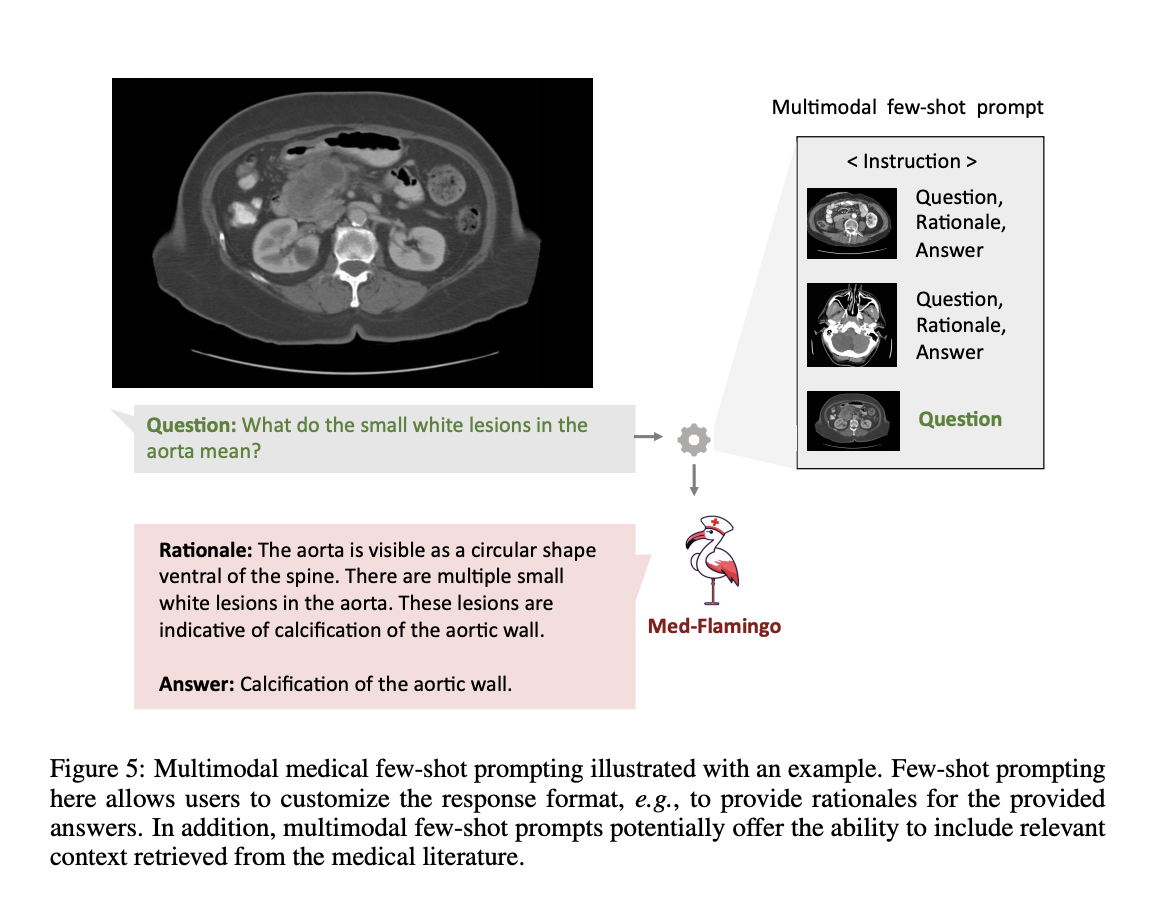 Multimodal few-shot prompt
< Instruction >
Question,
Rationale,
Answer
Question,
Rationale,
Answer
Question
Question: What do the small white lesions in the
aorta mean?
Rationale: The aorta is visible as a circular shape
ventral of the spine. There are multiple small
white lesions in the aorta. These lesions are
indicative of calcification of the aortic wall.
Answer: Calcification of the aortic wall.
Med-Flamingo
Figure 5: Multimodal medical few-shot prompting illustrated with an example. Few-shot prompting
here allows users to customize the response format, e.g., to provide rationales for the provided
answers. In addition, multimodal few-shot prompts potentially offer the ability to include relevant
context retrieved from the medical literature.